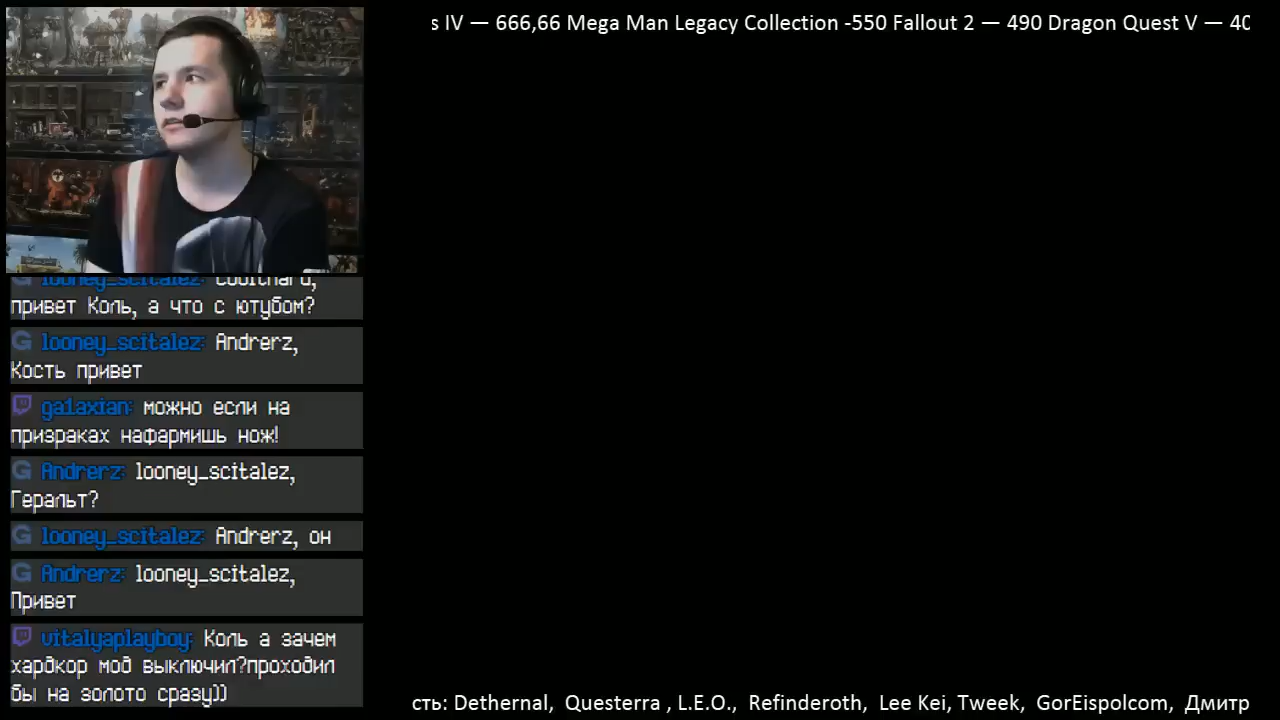 s IV — 666,66 Mega Man Legacy Collection -550 Fallout 2 — 490 Dragon Quest V — 40
looney_scitalez: Coolthard,
привет Коль, а что с ютубом?
looney_scitalez: Andrerz,
Кость привет
ga1axian: можно если на
призраках нафармишь нож!
Andrerz: looney_scitalez,
Геральт?
looney_scitalez: Andrerz, он
Andrerz: looney_scitalez,
Привет
vitalyaplayboy: Коль а зачем
хардкор мод выключил?проходил
бы на золото сразу))
сть: Dethernal, Questerra , L.E.O., Refinderoth, Lee Kei, Tweek, GorEispolcom, Дмитр